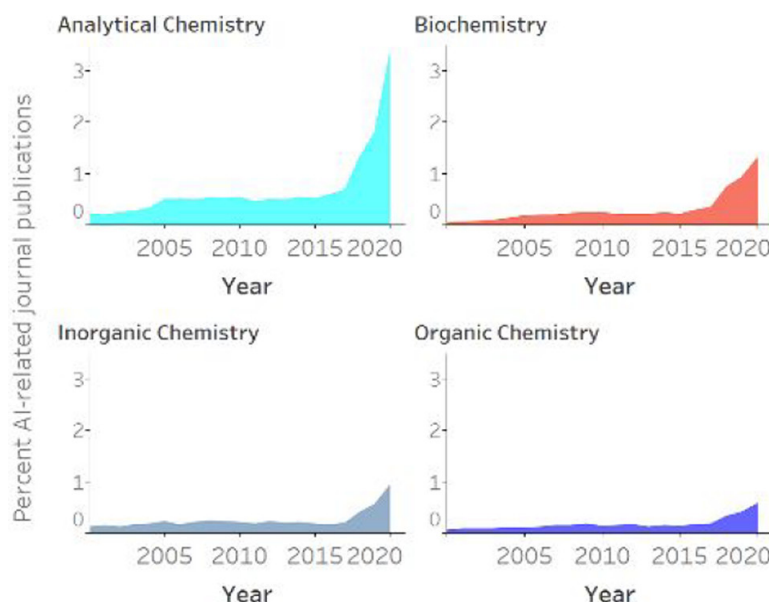 Percent AI-related journal publications
Analytical Chemistry
3
2
1
0
2005 2010 2015 2020
Year
Biochemistry
3
2
1
0
2005 2010 2015 2020
Year
Inorganic Chemistry
3
2
1
0
2005 2010 2015 2020
Year
Organic Chemistry
3
2
1
0
2005 2010 2015 2020
Year